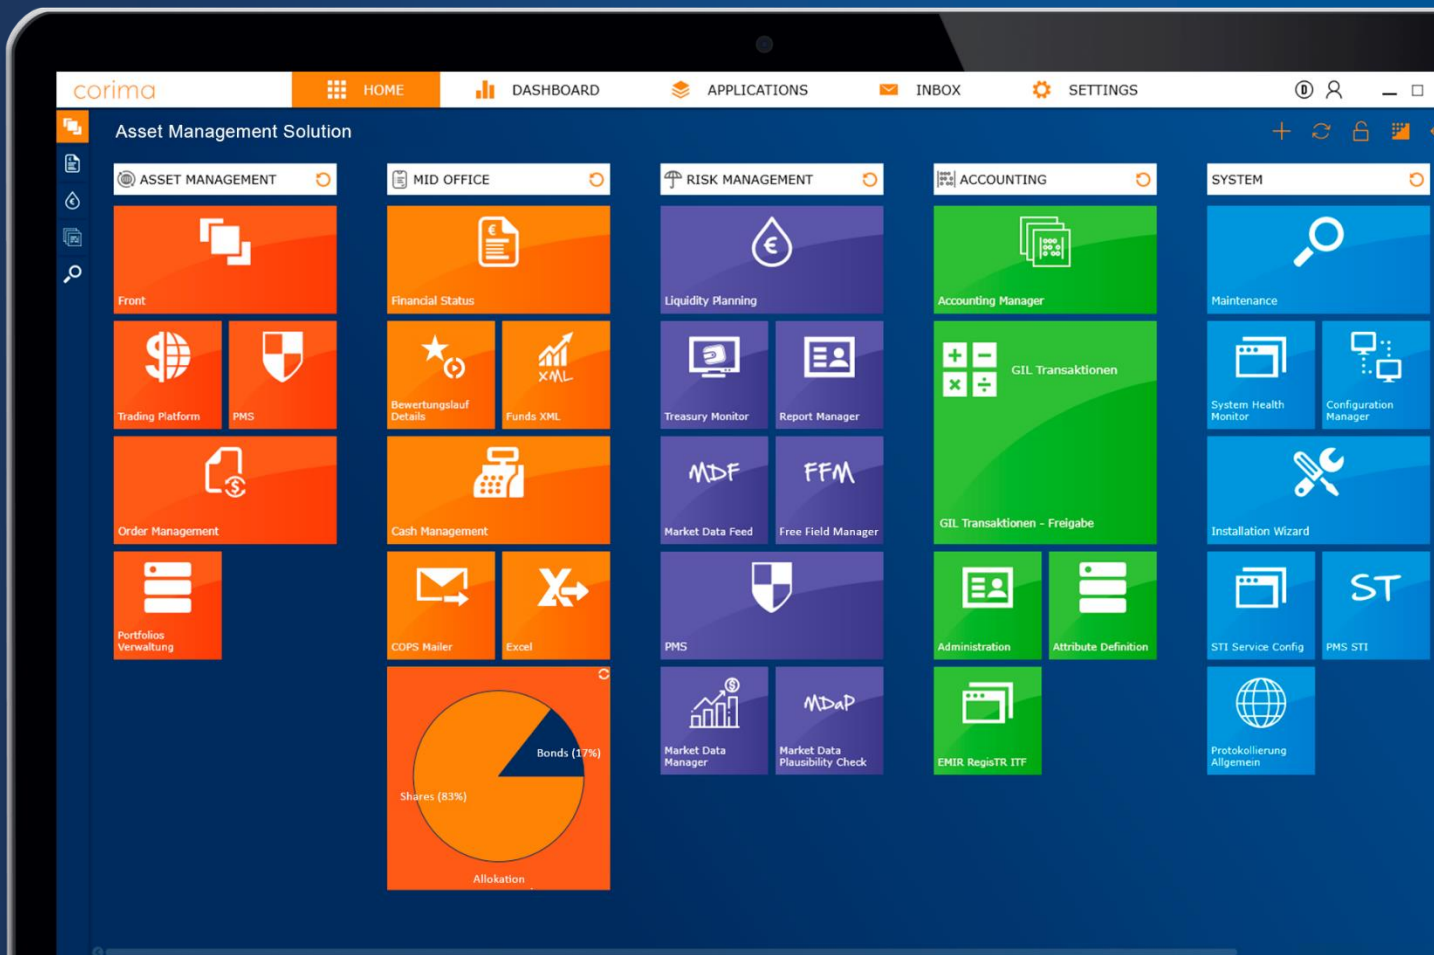 corima
HOME
DASHBOARD
APPLICATIONS
INBOX
SETTINGS
Asset Management Solution
ASSET MANAGEMENT
Front
Trading Platform
PMS
Order Management
Portfolios
Verwaltung
MID OFFICE
€
Financial Status
Bewertungslauf
Details
XML
Funds XML
Cash Management
COPS Mailer
X
Excel
Bonds (17%)
Shares (83%)
Allokation
RISK MANAGEMENT
€
Liquidity Planning
Treasury Monitor
Report Manager
MDF
Market Data Feed
FFM
Free Field Manager
PMS
$
Market Data
Manager
MDaP
Market Data
Plausibility Check
ACCOUNTING
Accounting Manager
+ −
× ÷
GIL Transaktionen
GIL Transaktionen - Freigabe
Administration
Attribute Definition
EMIR RegisTR ITF
SYSTEM
Maintenance
System Health
Monitor
Configuration
Manager
Installation Wizard
STI Service Config
ST
PMS STI
Protokollierung
Allgemein